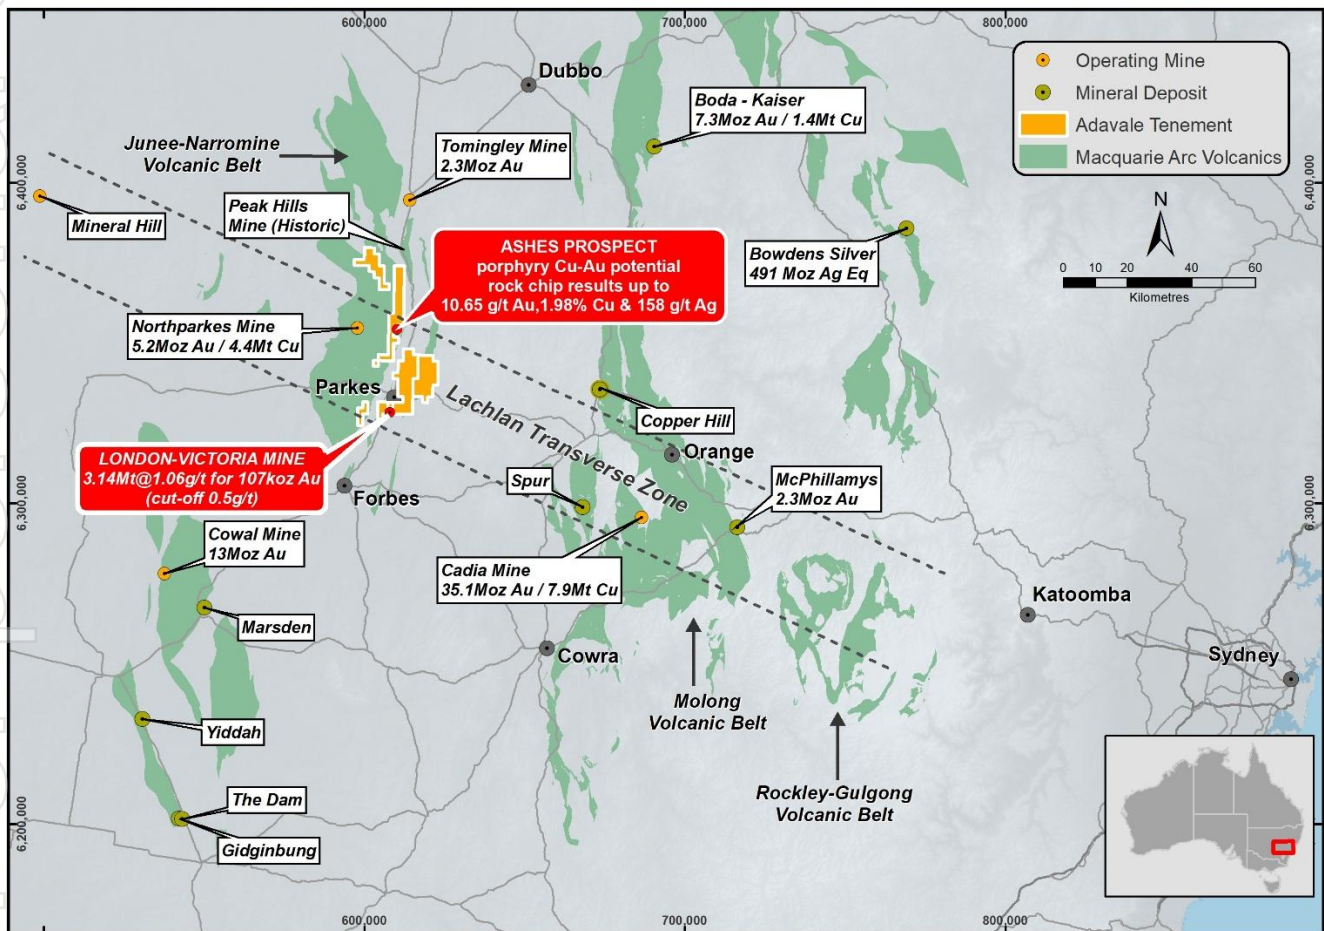 600,000
700,000
800,000
Operating Mine
Mineral Deposit
Adavale Tenement
Macquarie Arc Volcanics
Dubbo
Boda - Kaiser
7.3Moz Au / 1.4Mt Cu
Junee-Narromine
Volcanic Belt
Tomingley Mine
2.3Moz Au
6,400,000
6,400,000
Peak Hills
Mine (Historic)
Mineral Hill
N
Bowdens Silver
491 Moz Ag Eq
0 10 20 30 40 60
Kilometres
ASHES PROSPECT
porphyry Cu-Au potential
rock chip results up to
10.65 g/t Au,1.98% Cu & 158 g/t Ag
Northparkes Mine
5.2Moz Au / 4.4Mt Cu
Parkes
Lachlan Transverse Zone
Copper Hill
Orange
LONDON-VICTORIA MINE
3.14Mt@1.06g/t for 107koz Au
(cut-off 0.5g/t)
Forbes
Spur
McPhillamys
2.3Moz Au
6,300,000
6,300,000
Cowal Mine
13Moz Au
Cadia Mine
35.1Moz Au / 7.9Mt Cu
Katoomba
Marsden
Cowra
Sydney
Molong
Volcanic Belt
Yiddah
Rockley-Gulgong
Volcanic Belt
The Dam
Gidginbung
6,200,000
600,000
700,000
800,000